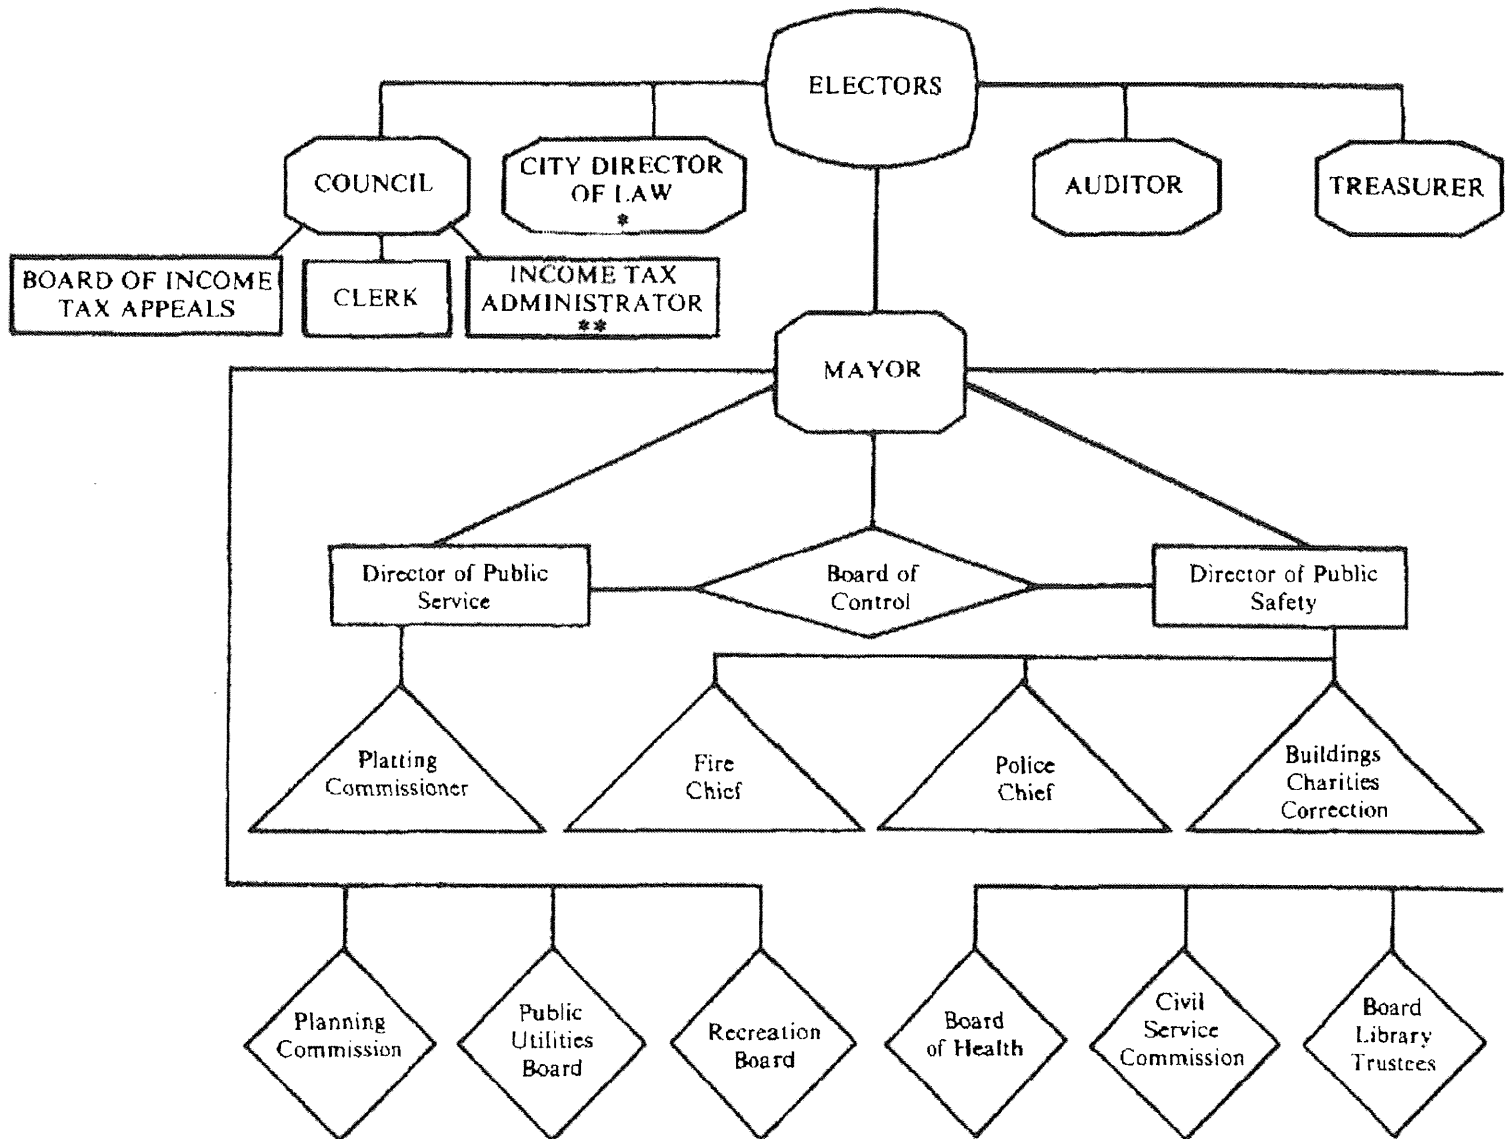 ELECTORS
COUNCIL
CITY DIRECTOR
OF LAW
*
AUDITOR
TREASURER
BOARD OF INCOME
TAX APPEALS
CLERK
INCOME TAX
ADMINISTRATOR
**
MAYOR
Director of Public
Service
Board of
Control
Director of Public
Safety
Platting
Commissioner
Fire
Chief
Police
Chief
Buildings
Charities
Correction
Planning
Commission
Public
Utilities
Board
Recreation
Board
Board
of Health
Civil
Service
Commission
Board
Library
Trustees